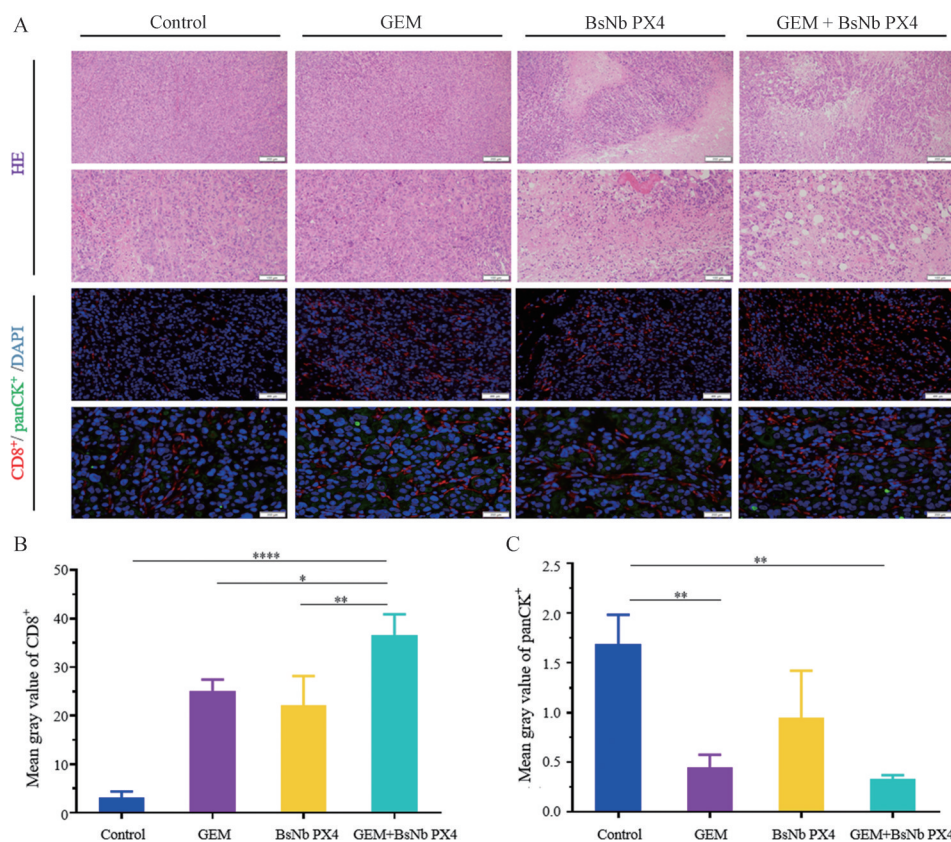 A
Control
GEM
BsNb PX4
GEM + BsNb PX4
HE
CD8+/ panCK+ /DAPI
B
****
*
**
Mean gray value of CD8+
50
40
30
20
10
0
Control
GEM
BsNb PX4
GEM+BsNb PX4
C
**
**
Mean gray value of panCK+
2.5
2.0
1.5
1.0
0.5
0.0
Control
GEM
BsNb PX4
GEM+BsNb PX4